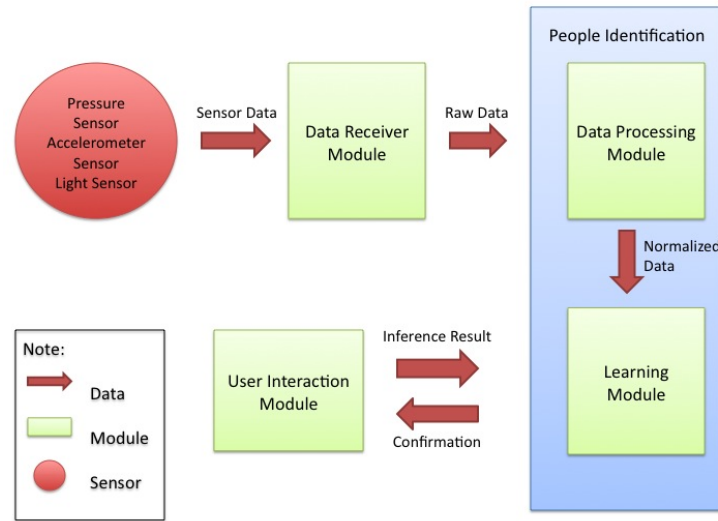 People Identification
Pressure
Sensor
Accelerometer
Sensor
Light Sensor
Sensor Data
Data Receiver
Module
Raw Data
Data Processing
Module
Normalized
Data
Inference Result
User Interaction
Module
Confirmation
Learning
Module
Note:
Data
Module
Sensor